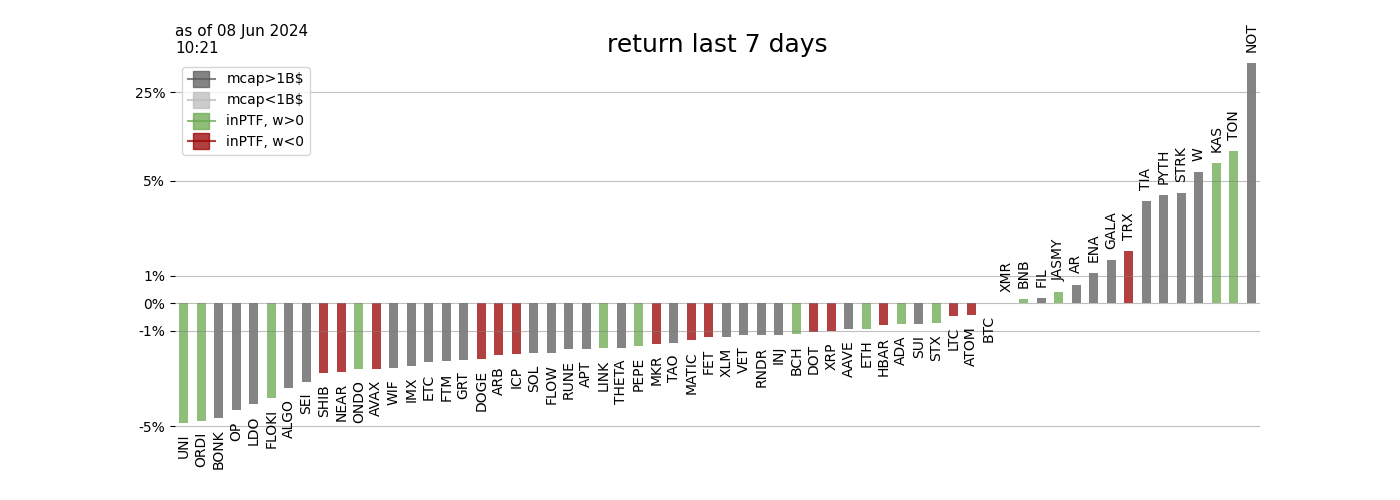 as of 08 Jun 2024
10:21
return last 7 days
mcap>1B$
mcap<1B$
inPTF, w>0
inPTF, w<0
25%
5%
1%
0%
-1%
-5%
UNI
ORDI
BONK
OP
LDO
FLOKI
ALGO
SEI
SHIB
NEAR
ONDO
AVAX
WIF
IMX
ETC
FTM
GRT
DOGE
ARB
ICP
SOL
FLOW
RUNE
APT
LINK
THETA
PEPE
MKR
TAO
MATIC
FET
XLM
VET
RNDR
INJ
BCH
DOT
XRP
AAVE
ETH
HBAR
ADA
SUI
STX
LTC
ATOM
BTC
XMR
BNB
FIL
JASMY
AR
ENA
GALA
TRX
TIA
PYTH
STRK
W
KAS
TON
NOT